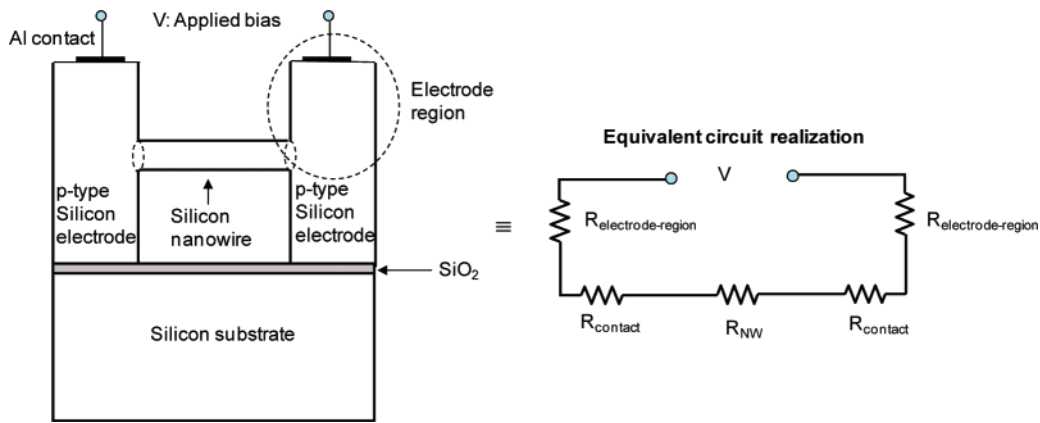 V: Applied bias
Al contact
Electrode
region
p-type
Silicon
electrode
Silicon
nanowire
p-type
Silicon
electrode
SiO2
Silicon substrate
≡
Equivalent circuit realization
V
Relectrode-region
Relectrode-region
Rcontact
RNW
Rcontact